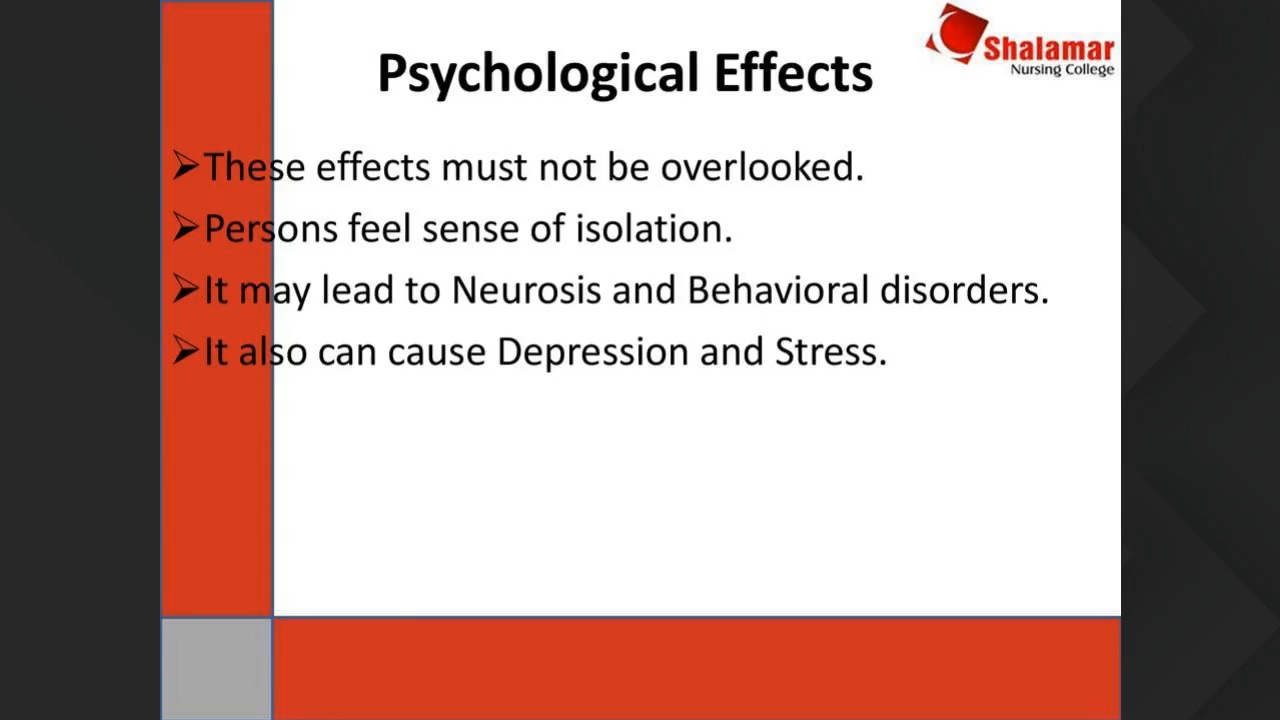 Shalamar
Nursing College
Psychological Effects
➢These effects must not be overlooked.
➢Persons feel sense of isolation.
➢It may lead to Neurosis and Behavioral disorders.
➢It also can cause Depression and Stress.